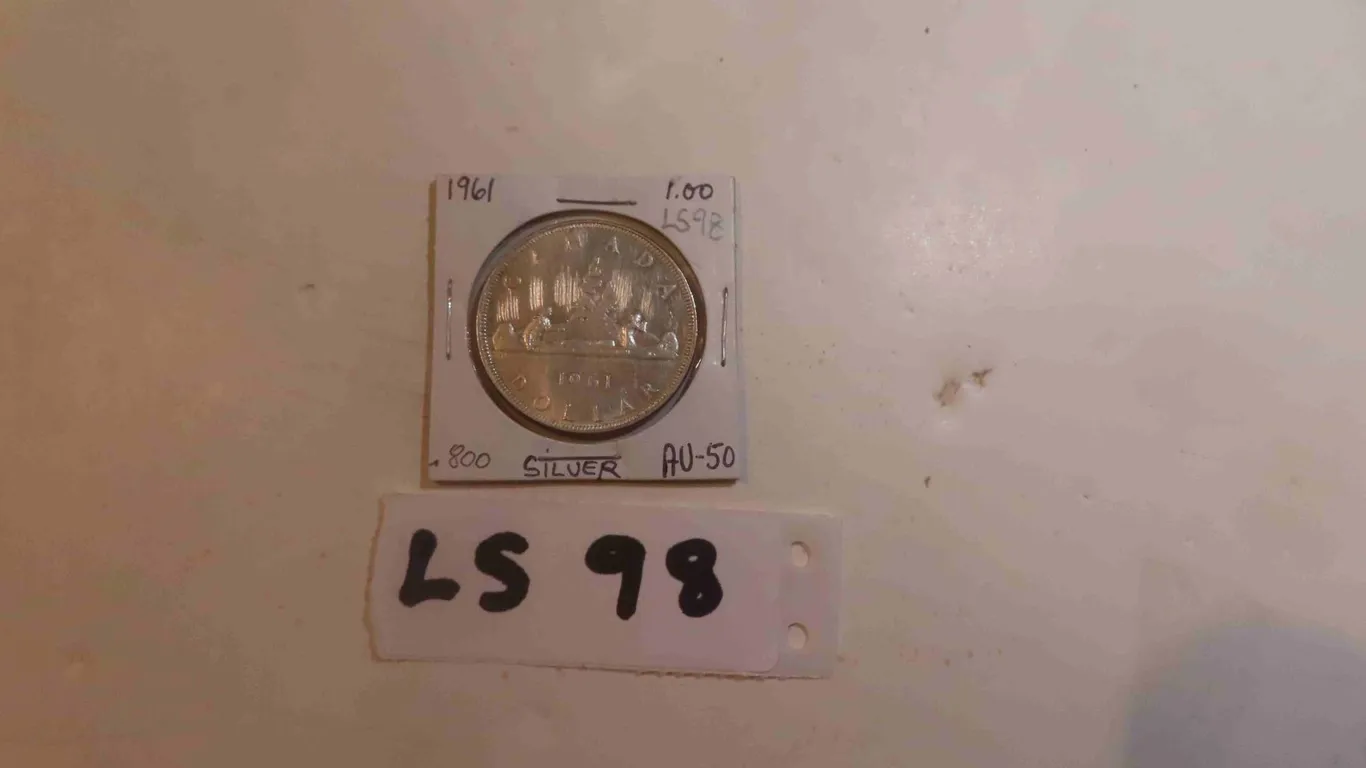 1961 1.00
LS98
CANADA
1961
DOLLAR
.800 SILVER AU-50
LS 98